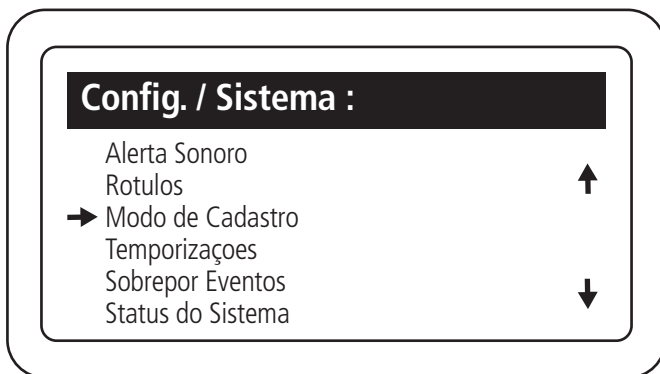 Config. / Sistema :
Alerta Sonoro
Rotulos
Modo de Cadastro
Temporizaçoes
Sobrepor Eventos
Status do Sistema